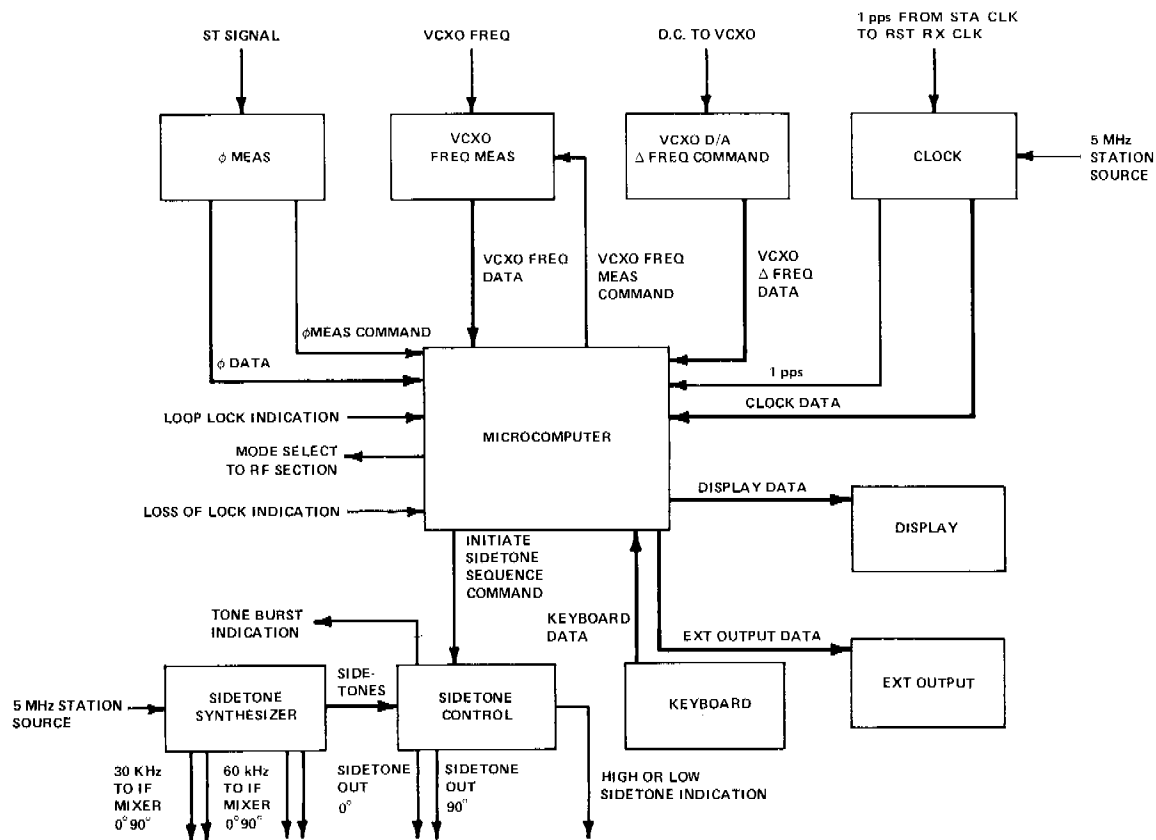 ST SIGNAL
VCXO FREQ
D.C. TO VCXO
1 pps FROM STA CLK
TO RST RX CLK
φ MEAS
VCXO
FREQ MEAS
VCXO D/A
Δ FREQ COMMAND
CLOCK
5 MHz
STATION
SOURCE
VCXO FREQ
DATA
VCXO FREQ
MEAS
COMMAND
VCXO
Δ FREQ
DATA
φMEAS COMMAND
φ DATA
1 pps
CLOCK DATA
LOOP LOCK INDICATION
MICROCOMPUTER
MODE SELECT
TO RF SECTION
LOSS OF LOCK INDICATION
DISPLAY DATA
DISPLAY
INITIATE
SIDETONE
SEQUENCE
COMMAND
KEYBOARD
DATA
TONE BURST
INDICATION
EXT OUTPUT DATA
EXT OUTPUT
5 MHz STATION
SOURCE
SIDETONE
SYNTHESIZER
SIDE-
TONES
SIDETONE
CONTROL
KEYBOARD
30 KHz
TO IF
MIXER
0° 90°
60 kHz
TO IF
MIXER
0° 90°
SIDETONE
OUT
0°
SIDETONE
OUT
90°
HIGH OR LOW
SIDETONE INDICATION